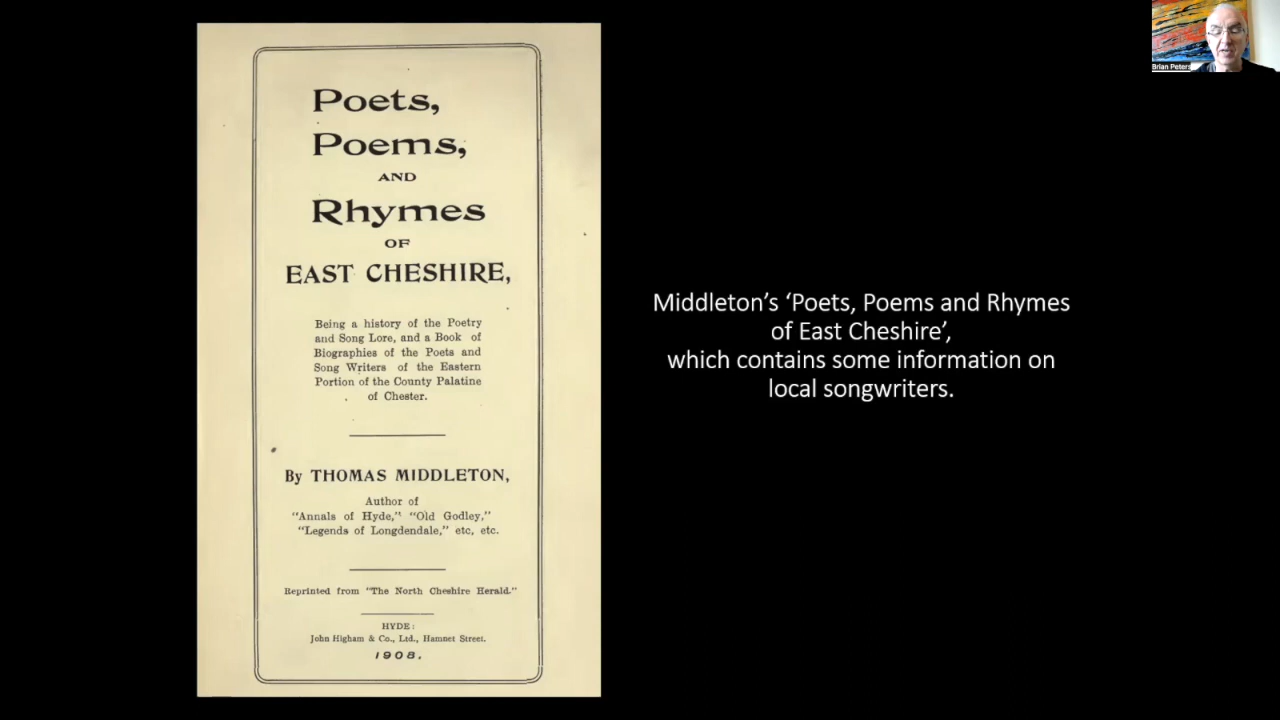 Poets,
Poems,
AND
Rhymes
OF
EAST CHESHIRE,
Being a history of the Poetry
and Song Lore, and a Book of
Biographies of the Poets and
Song Writers of the Eastern
Portion of the County Palatine
of Chester.
By THOMAS MIDDLETON,
Author of
"Annals of Hyde," "Old Godley,"
"Legends of Longdendale," etc, etc.
Reprinted from "The North Cheshire Herald."
HYDE:
John Higham & Co., Ltd., Hamnet Street.
1908.
Middleton's 'Poets, Poems and Rhymes
of East Cheshire',
which contains some information on
local songwriters.
Brian Peters